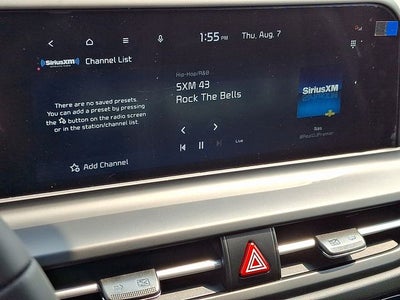 1:55 PM
Thu, Aug. 7
SiriusXM
Channel List
There are no saved presets.
You can add a preset by pressing
the ☆ button on the radio screen
or in the station/channel list.
Add Channel
Hip-Hop/R&B
SXM 43
Rock The Bells
Live
SiriusXM